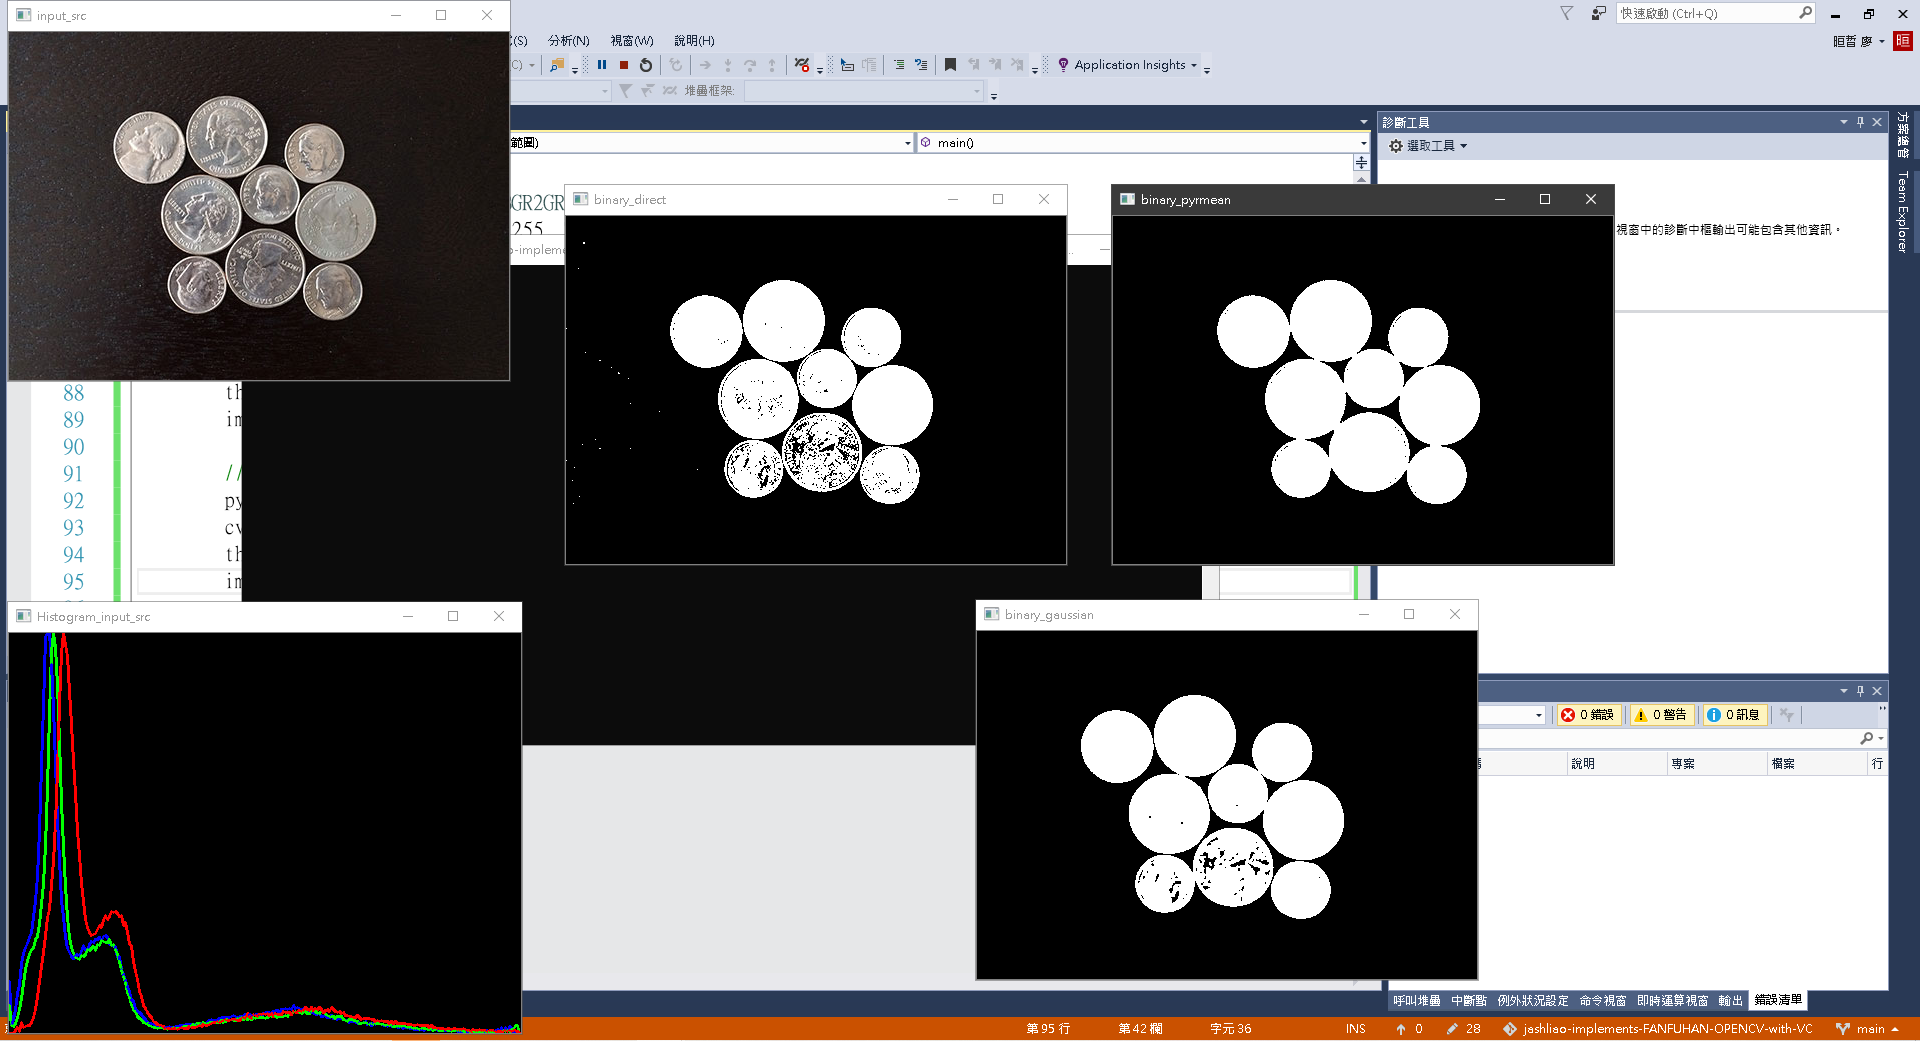 input_src
快速啟動 (Ctrl+Q)
(S) 分析(N) 視窗(W) 說明(H)
晅哲 廖
晅
C)
Application Insights
堆疊框架:
診斷工具
範圍)
main()
選取工具
方案總管
Team Explorer
GR2GR
255
binary_direct
binary_pyrmean
o-impleme
視窗中的診斷中樞輸出可能包含其他資訊。
88 th
89 im
90
91 //
92 py
93 cv
94 th
95 im
Histogram_input_src
binary_gaussian
0 錯誤
0 警告
0 訊息
說明 專案 檔案 行
呼叫堆疊 中斷點 例外狀況設定 命令視窗 即時運算視窗 輸出 錯誤清單
第 95 行 第 42 欄 字元 36 INS 0 28 jashliao-implements-FANFUHAN-OPENCV-with-VC main